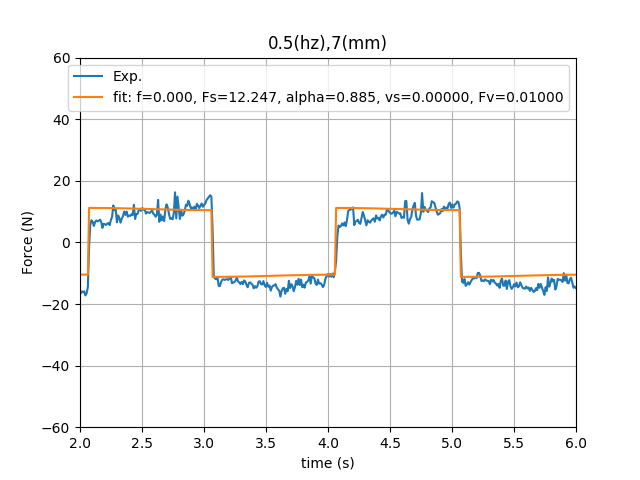 0.5(hz),7(mm)
Exp.
fit: f=0.000, Fs=12.247, alpha=0.885, vs=0.00000, Fv=0.01000
60
40
20
0
−20
−40
−60
Force (N)
2.0 2.5 3.0 3.5 4.0 4.5 5.0 5.5 6.0
time (s)